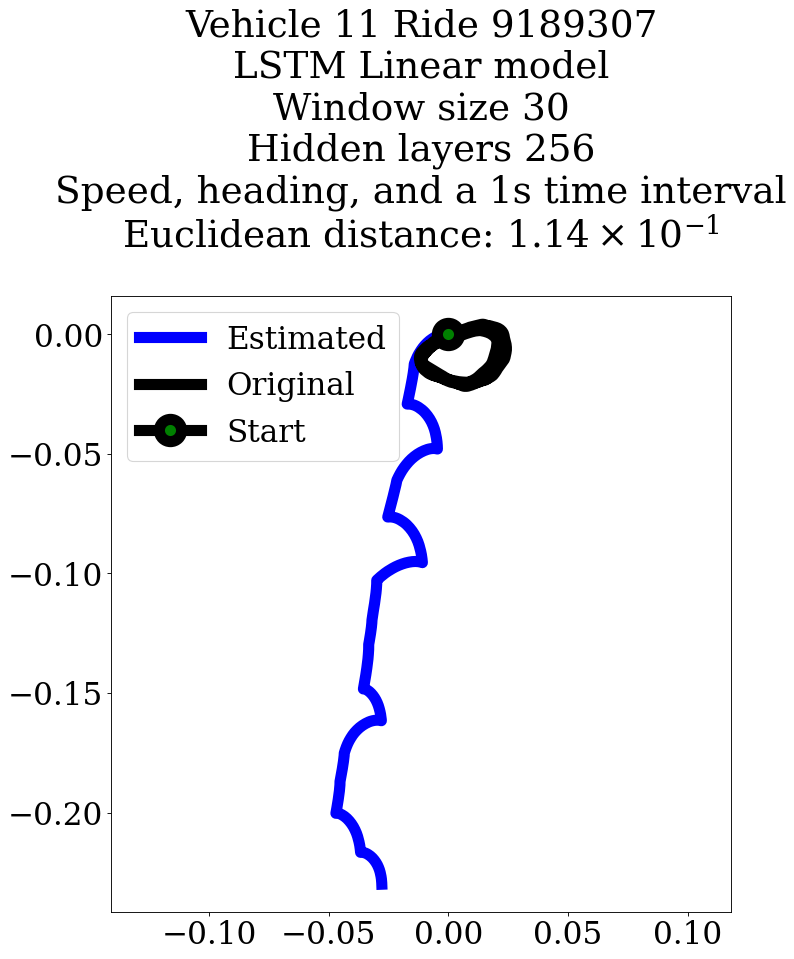 Vehicle 11 Ride 9189307
LSTM Linear model
Window size 30
Hidden layers 256
Speed, heading, and a 1s time interval
Euclidean distance: 1.14 × 10⁻¹
Estimated
Original
Start
0.00
−0.05
−0.10
−0.15
−0.20
−0.10 −0.05 0.00 0.05 0.10